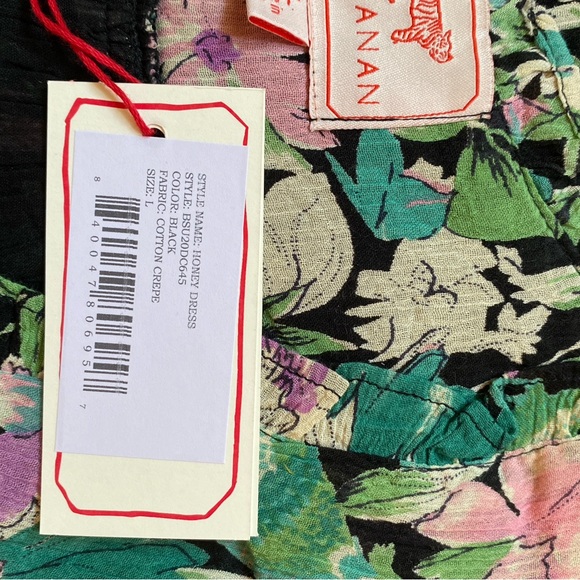 STYLE NAME: HONEY DRESS
STYLE: BSU20DC645
COLOR: BLACK
FABRIC: COTTON CREPE
SIZE: L
8 40047 80695 7
ANAN